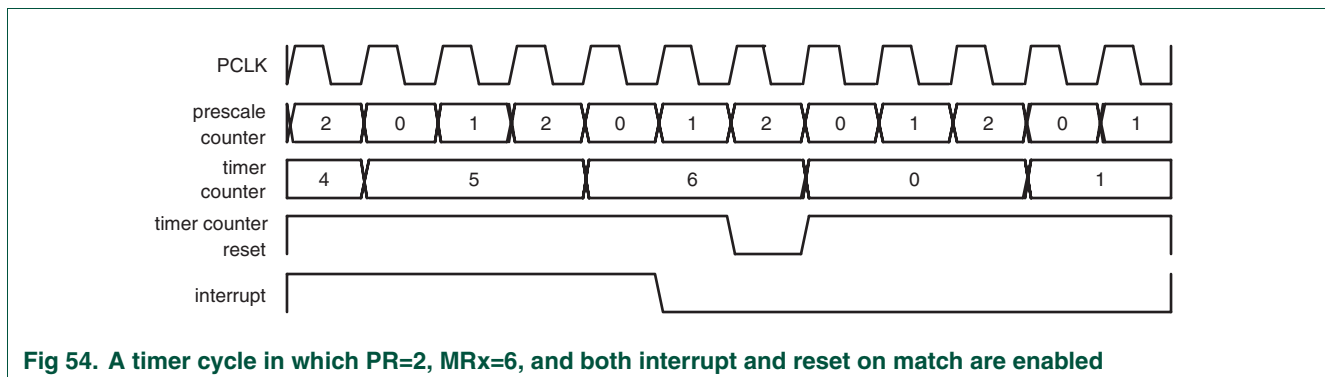 PCLK
prescale
counter
2 0 1 2 0 1 2 0 1 2 0 1
timer
counter
4 5 6 0 1
timer counter
reset
interrupt
Fig 54. A timer cycle in which PR=2, MRx=6, and both interrupt and reset on match are enabled